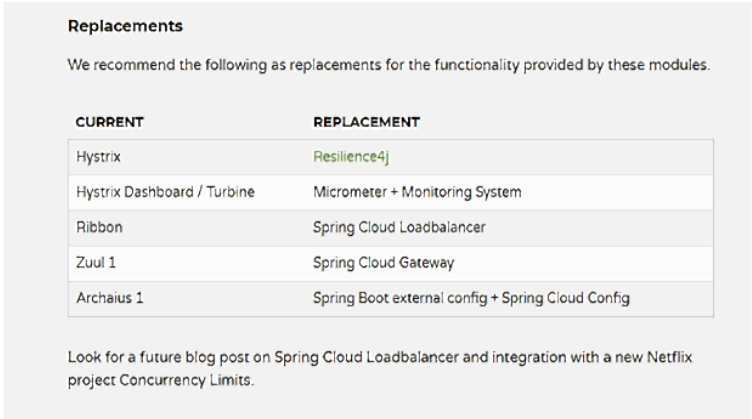 Replacements
We recommend the following as replacements for the functionality provided by these modules.
CURRENT REPLACEMENT
Hystrix Resilience4j
Hystrix Dashboard / Turbine Micrometer + Monitoring System
Ribbon Spring Cloud Loadbalancer
Zuul 1 Spring Cloud Gateway
Archaius 1 Spring Boot external config + Spring Cloud Config
Look for a future blog post on Spring Cloud Loadbalancer and integration with a new Netflix
project Concurrency Limits.